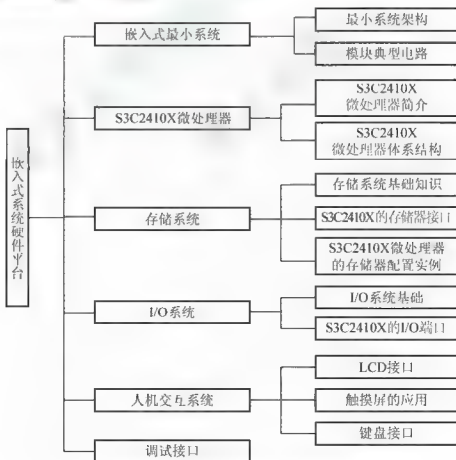 嵌入式系统硬件平台
嵌入式最小系统
最小系统架构
模块典型电路
S3C2410X微处理器
S3C2410X
微处理器简介
S3C2410X
微处理器体系结构
存储系统
存储系统基础知识
S3C2410X的存储器接口
S3C2410X微处理器
的存储器配置实例
I/O系统
I/O系统基础
S3C2410X的I/O端口
人机交互系统
LCD接口
触摸屏的应用
键盘接口
调试接口